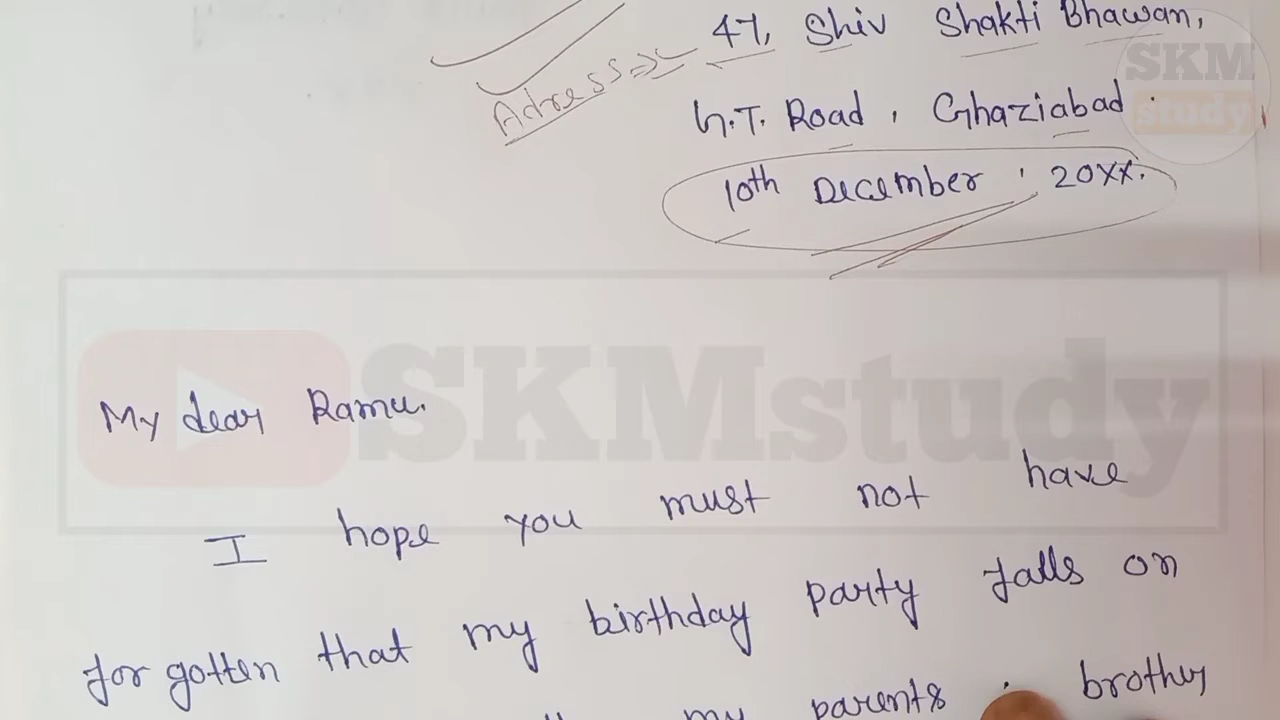 47, Shiv Shakti Bhawan,
Adress =>
G.T. Road, Ghaziabad.
10th December, 20XX.
SKM
study
SKMstudy
My dear Ramu.
I hope you must not have
forgotten that my birthday party falls on
my parents, brother